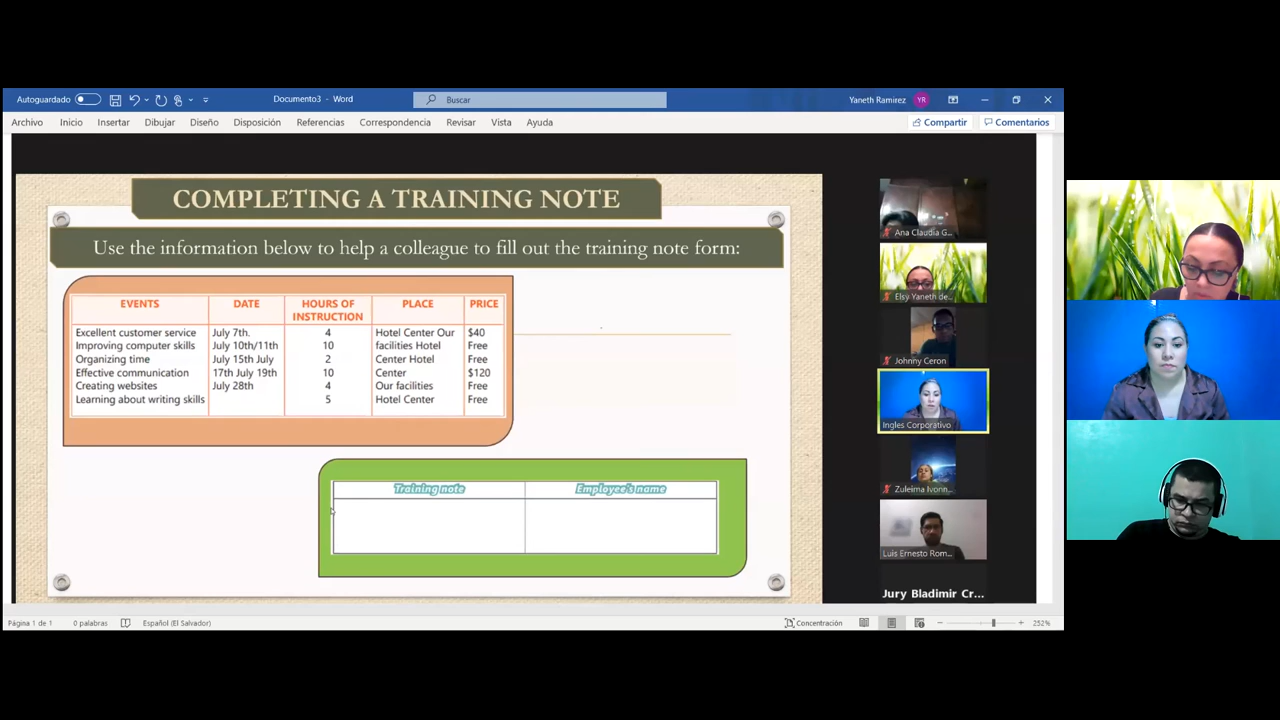 Autoguardado
Documento3 - Word
Buscar
Yaneth Ramirez
YR
Archivo Inicio Insertar Dibujar Diseño Disposición Referencias Correspondencia Revisar Vista Ayuda
Compartir
Comentarios
COMPLETING A TRAINING NOTE
Use the information below to help a colleague to fill out the training note form:
EVENTS DATE HOURS OF INSTRUCTION PLACE PRICE
Excellent customer service July 7th. 4 Hotel Center Our $40
Improving computer skills July 10th/11th 10 facilities Hotel Free
Organizing time July 15th July 2 Center Hotel Free
Effective communication 17th July 19th 10 Center $120
Creating websites July 28th 4 Our facilities Free
Learning about writing skills 5 Hotel Center Free
Training note Employee's name
Ana Claudia G...
Elsy Yaneth de...
Johnny Ceron
Ingles Corporativo
Zuleima Ivonn...
Luis Ernesto Rom...
Jury Bladimir Cr...
Página 1 de 1
0 palabras
Español (El Salvador)
Concentración
252%